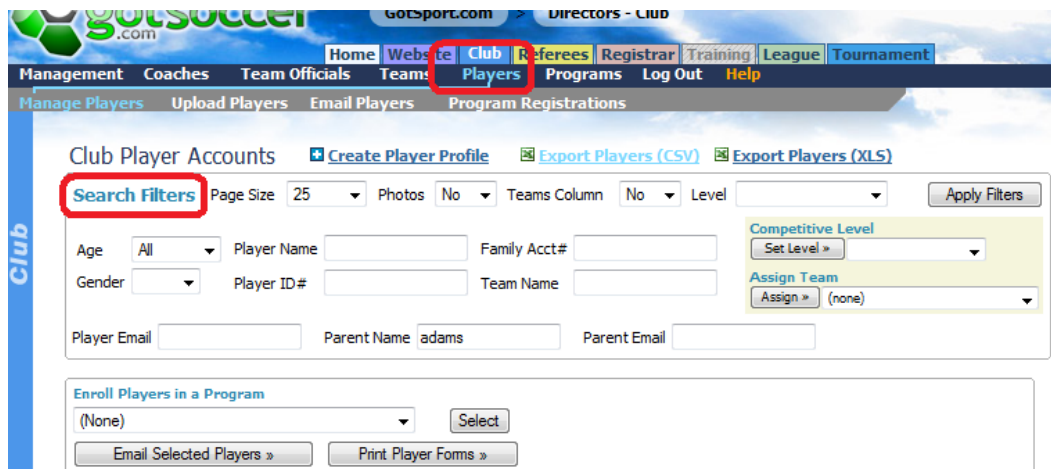 gotsoccer
.com
GotSport.com > Directors - Club
Home Website Club Referees Registrar Training League Tournament
Management Coaches Team Officials Teams Players Programs Log Out Help
Manage Players Upload Players Email Players Program Registrations
Club
Club Player Accounts Create Player Profile Export Players (CSV) Export Players (XLS)
Search Filters Page Size 25 Photos No Teams Column No Level Apply Filters
Competitive Level
Age All Player Name Family Acct# Set Level »
Gender Player ID# Team Name Assign Team
Assign » (none)
Player Email Parent Name adams Parent Email
Enroll Players in a Program
(None) Select
Email Selected Players » Print Player Forms »